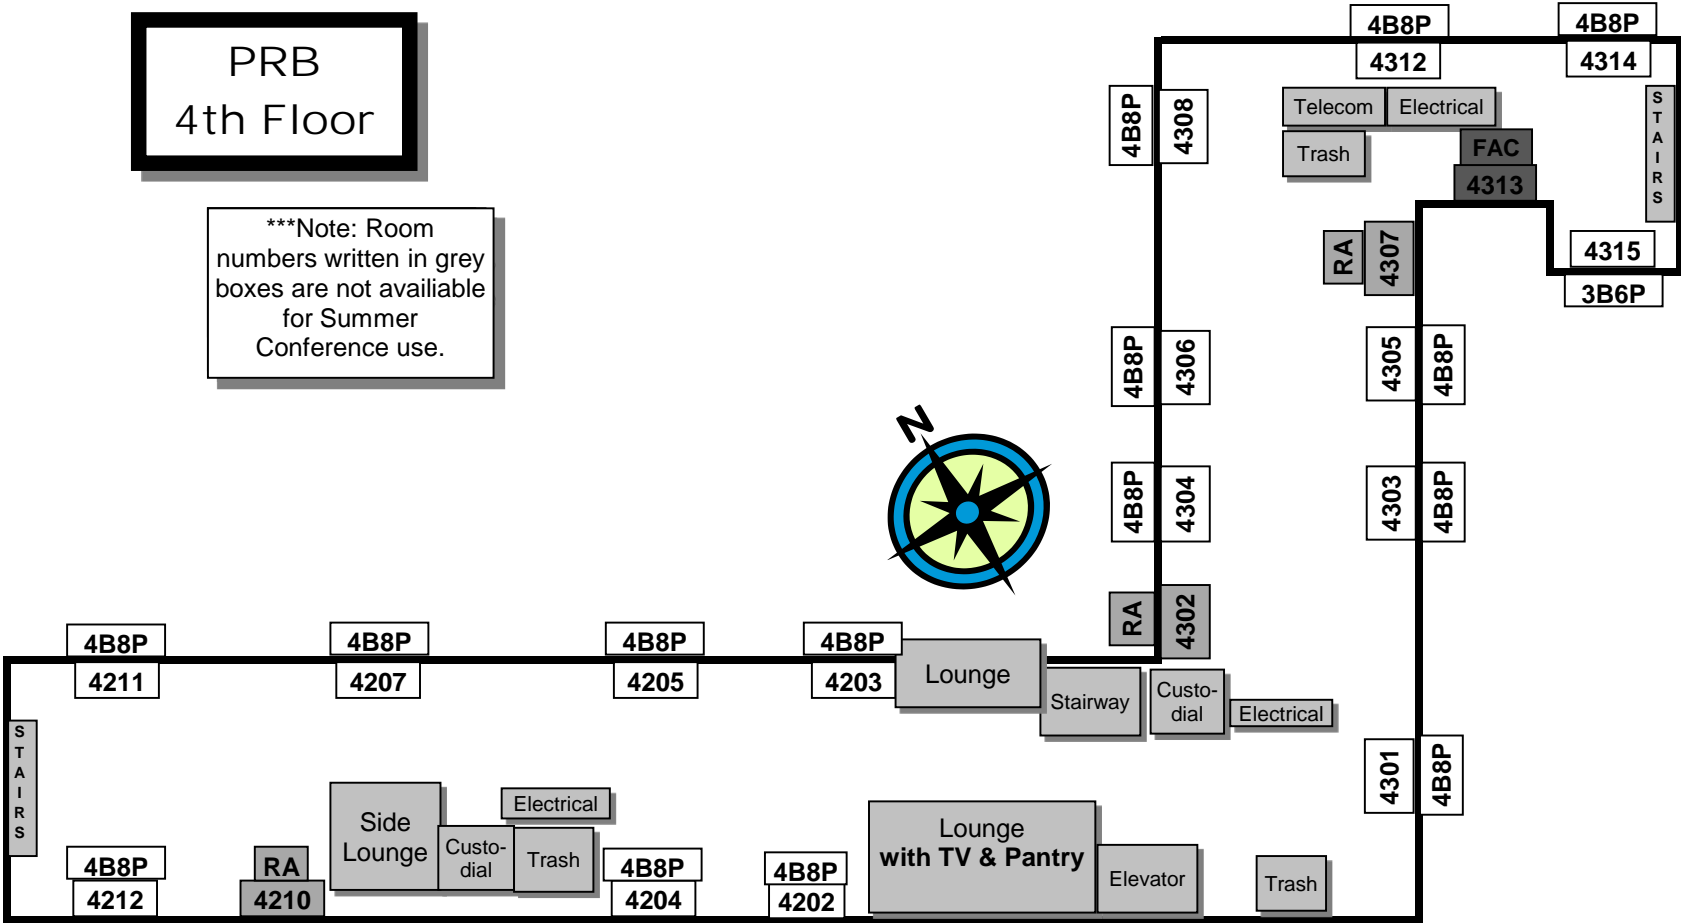 PRB
4th Floor
***Note: Room
numbers written in grey
boxes are not availiable
for Summer
Conference use.
4B8P
4312
4B8P
4314
4B8P
4308
Telecom
Electrical
Trash
FAC
4313
S
T
A
I
R
S
RA
4307
4315
3B6P
4B8P
4306
4305
4B8P
N
4B8P
4304
4303
4B8P
RA
4302
4B8P
4211
4B8P
4207
4B8P
4205
4B8P
4203
Lounge
Stairway
Custo-
dial
Electrical
S
T
A
I
R
S
4301
4B8P
Side
Lounge
Electrical
Custo-
dial
Trash
Lounge
with TV & Pantry
Elevator
Trash
4B8P
4212
RA
4210
4B8P
4204
4B8P
4202